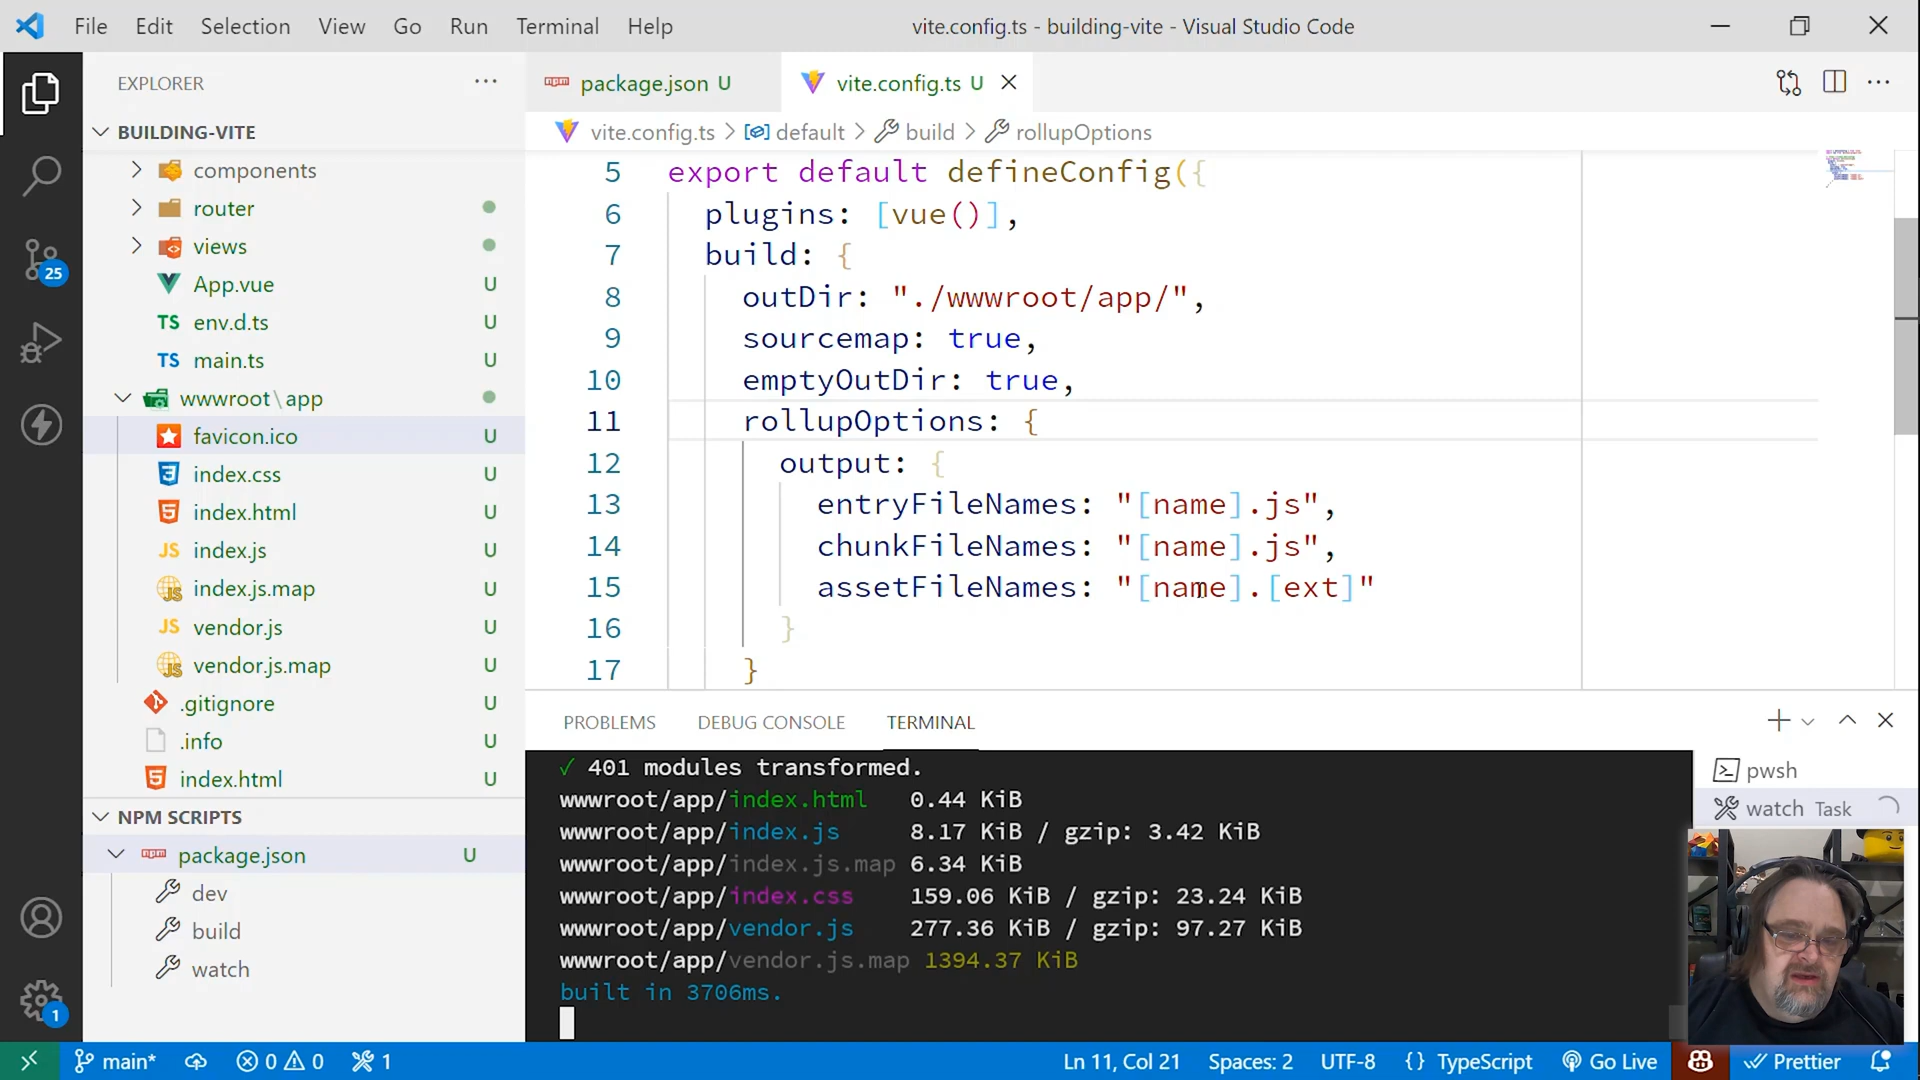 File Edit Selection View Go Run Terminal Help
vite.config.ts - building-vite - Visual Studio Code
EXPLORER
BUILDING-VITE
components
router
views
App.vue U
TS env.d.ts U
TS main.ts U
wwwroot\app
favicon.ico U
index.css U
index.html U
JS index.js U
JS index.js.map U
JS vendor.js U
JS vendor.js.map U
.gitignore U
.info U
index.html U
NPM SCRIPTS
npm package.json U
dev
build
watch
25
1
npm package.json U
vite.config.ts U
vite.config.ts > default > build > rollupOptions
5 export default defineConfig({
6 plugins: [vue()],
7 build: {
8 outDir: "./wwwroot/app/",
9 sourcemap: true,
10 emptyOutDir: true,
11 rollupOptions: {
12 output: {
13 entryFileNames: "[name].js",
14 chunkFileNames: "[name].js",
15 assetFileNames: "[name].[ext]"
16 }
17 }
PROBLEMS DEBUG CONSOLE TERMINAL
✓ 401 modules transformed.
wwwroot/app/index.html 0.44 KiB
wwwroot/app/index.js 8.17 KiB / gzip: 3.42 KiB
wwwroot/app/index.js.map 6.34 KiB
wwwroot/app/index.css 159.06 KiB / gzip: 23.24 KiB
wwwroot/app/vendor.js 277.36 KiB / gzip: 97.27 KiB
wwwroot/app/vendor.js.map 1394.37 KiB
built in 3706ms.
pwsh
watch Task
main* 0 0 1
Ln 11, Col 21 Spaces: 2 UTF-8 {} TypeScript Go Live Prettier